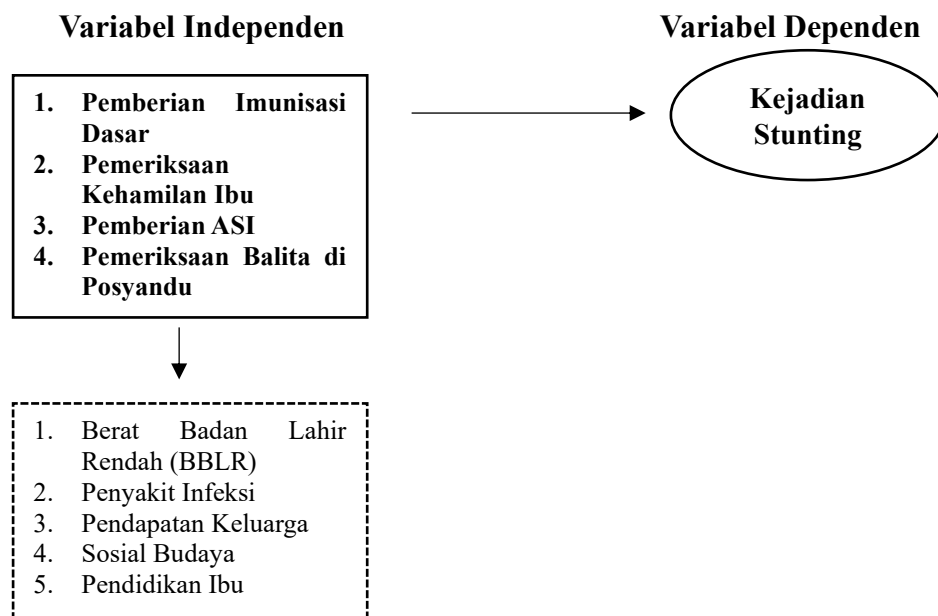 Variabel Independen
Variabel Dependen
1. Pemberian Imunisasi
Dasar
2. Pemeriksaan
Kehamilan Ibu
3. Pemberian ASI
4. Pemeriksaan Balita di
Posyandu
Kejadian
Stunting
1. Berat Badan Lahir
Rendah (BBLR)
2. Penyakit Infeksi
3. Pendapatan Keluarga
4. Sosial Budaya
5. Pendidikan Ibu